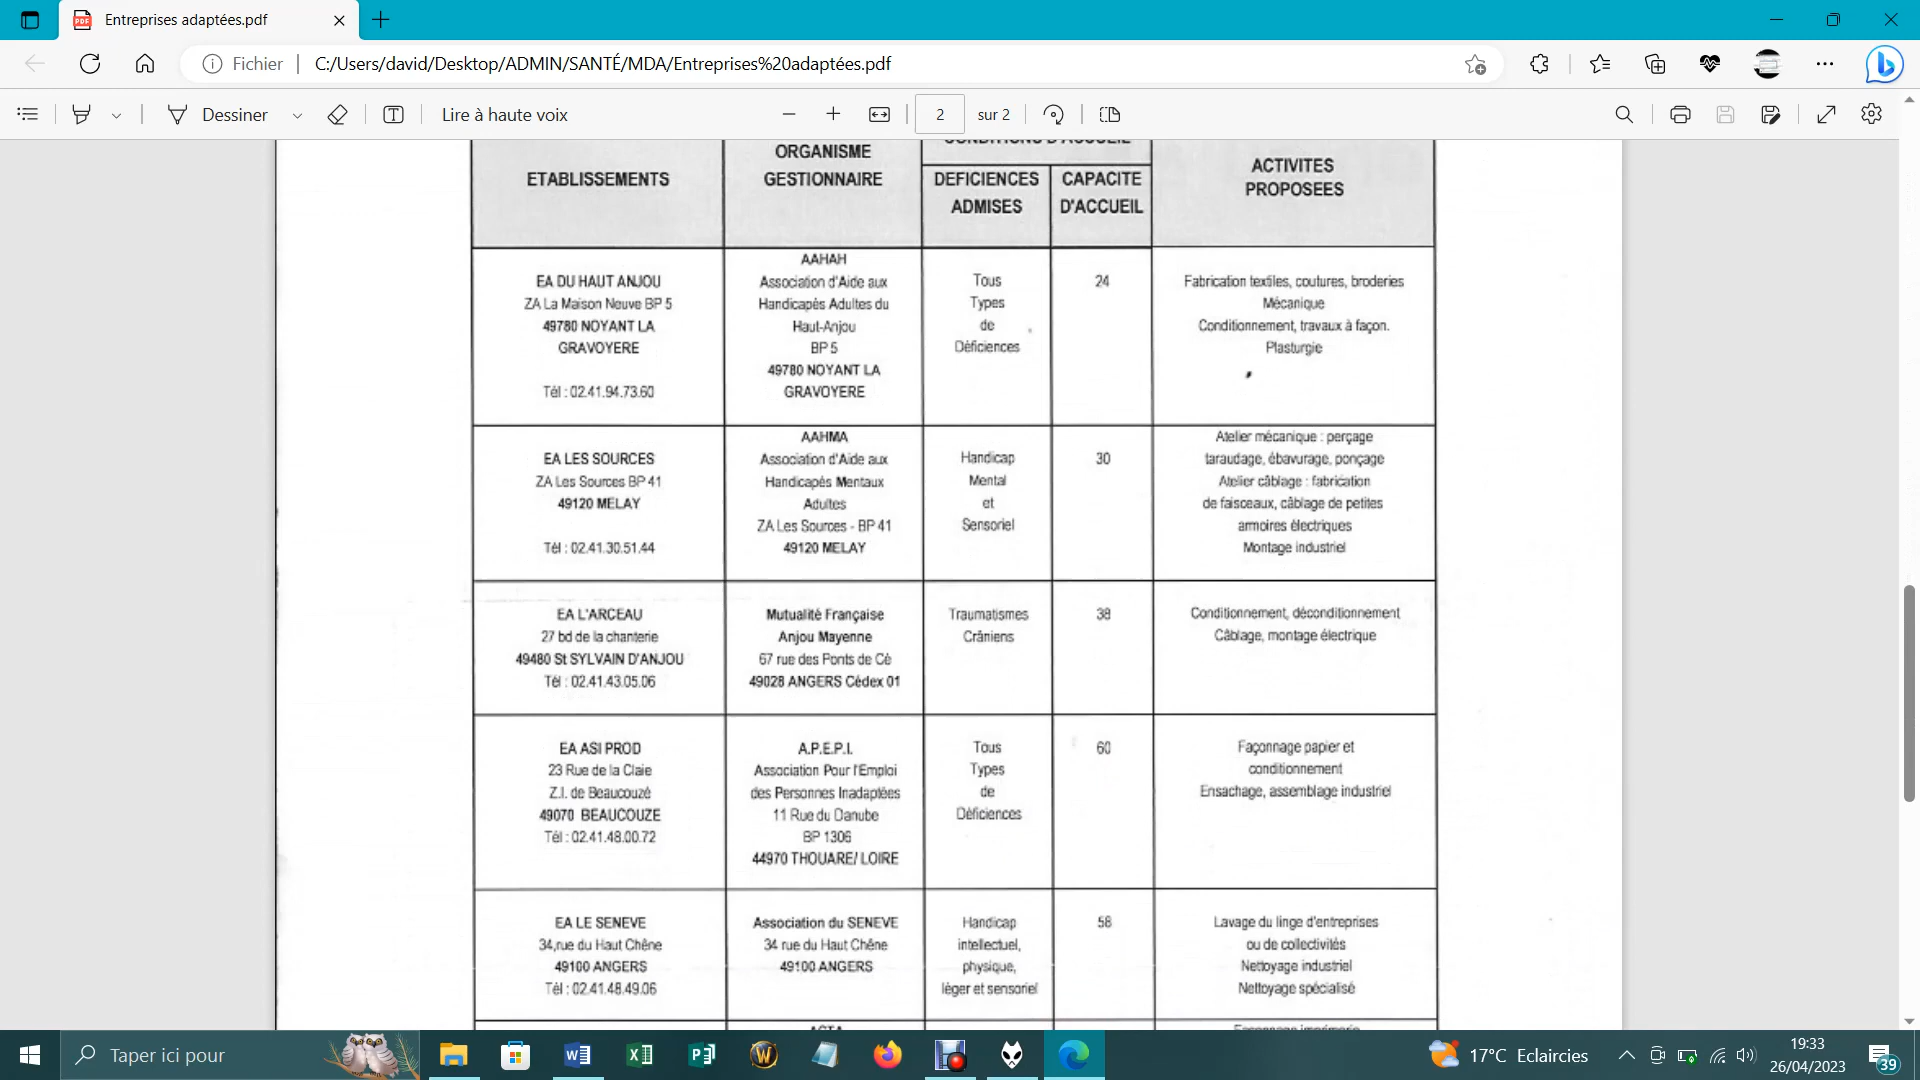 Entreprises adaptées.pdf
Fichier
C:/Users/david/Desktop/ADMIN/SANTÉ/MDA/Entreprises%20adaptées.pdf
Dessiner
Lire à haute voix
2
sur 2
CONDITIONS D'ACCUEIL
ETABLISSEMENTS
ORGANISME
GESTIONNAIRE
DEFICIENCES
ADMISES
CAPACITE
D'ACCUEIL
ACTIVITES
PROPOSEES
EA DU HAUT ANJOU
ZA La Maison Neuve BP 5
49780 NOYANT LA
GRAVOYERE
Tél : 02.41.94.73.60
AAHAH
Association d'Aide aux
Handicapés Adultes du
Haut-Anjou
BP 5
49780 NOYANT LA
GRAVOYERE
Tous
Types
de
Déficiences
24
Fabrication textiles, coutures, broderies
Mécanique
Conditionnement, travaux à façon.
Plasturgie
EA LES SOURCES
ZA Les Sources BP 41
49120 MELAY
Tél : 02.41.30.51.44
AAHMA
Association d'Aide aux
Handicapés Mentaux
Adultes
ZA Les Sources - BP 41
49120 MELAY
Handicap
Mental
et
Sensoriel
30
Atelier mécanique : perçage
taraudage, ébavurage, ponçage
Atelier câblage : fabrication
de faisceaux, câblage de petites
armoires électriques
Montage industriel
EA L'ARCEAU
27 bd de la chanterie
49480 St SYLVAIN D'ANJOU
Tél : 02.41.43.05.06
Mutualité Française
Anjou Mayenne
67 rue des Ponts de Cé
49028 ANGERS Cédex 01
Traumatismes
Crâniens
38
Conditionnement, déconditionnement
Câblage, montage électrique
EA ASI PROD
23 Rue de la Claie
Z.I. de Beaucouzé
49070 BEAUCOUZE
Tél : 02.41.48.00.72
A.P.E.P.I.
Association Pour l'Emploi
des Personnes Inadaptées
11 Rue du Danube
BP 1306
44970 THOUARE/ LOIRE
Tous
Types
de
Déficiences
60
Façonnage papier et
conditionnement
Ensachage, assemblage industriel
EA LE SENEVE
34,rue du Haut Chêne
49100 ANGERS
Tél : 02.41.48.49.06
Association du SENEVE
34 rue du Haut Chêne
49100 ANGERS
Handicap
intellectuel,
physique,
léger et sensoriel
58
Lavage du linge d'entreprises
ou de collectivités
Nettoyage industriel
Nettoyage spécialisé
Taper ici pour
17°C Eclaircies
19:33
26/04/2023
39